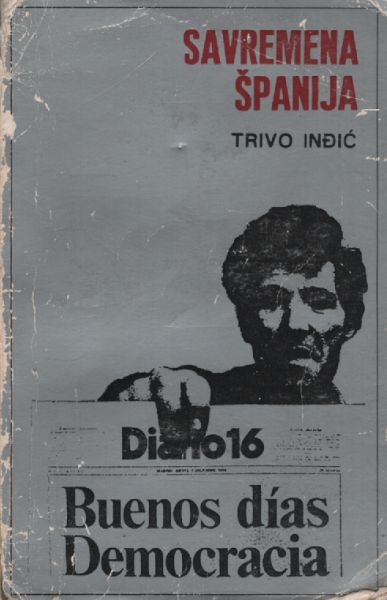 SAVREMENA
ŠPANIJA
TRIVO INĐIĆ
Diario16
Buenos días
Democracia